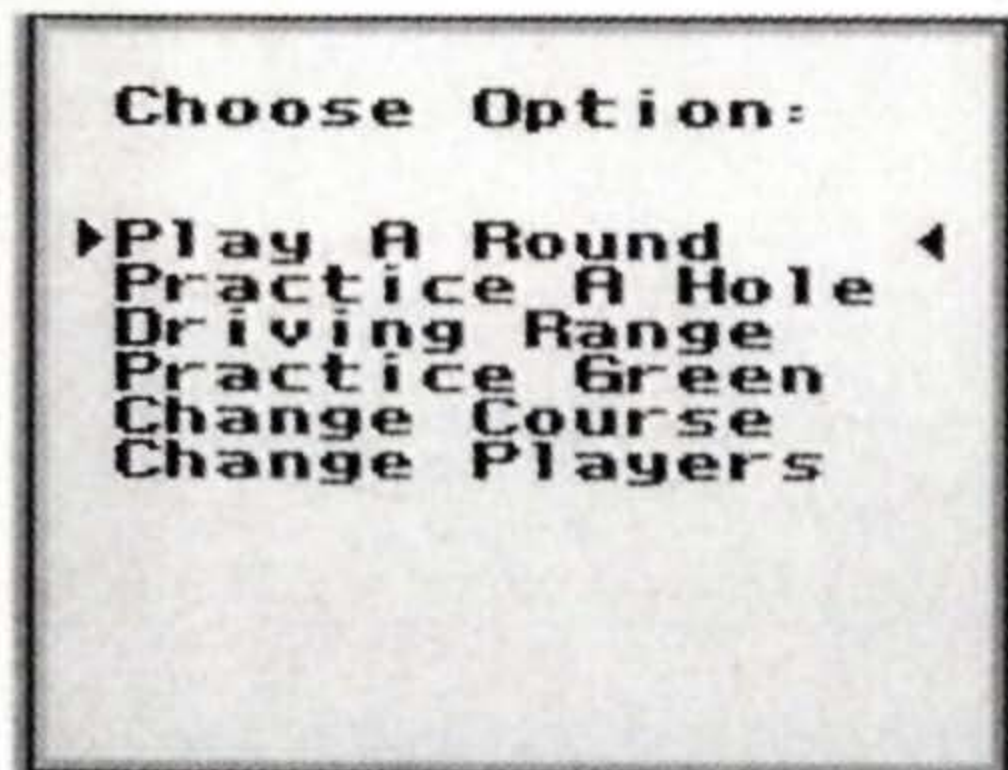 Choose Option:
Play A Round
Practice A Hole
Driving Range
Practice Green
Change Course
Change Players